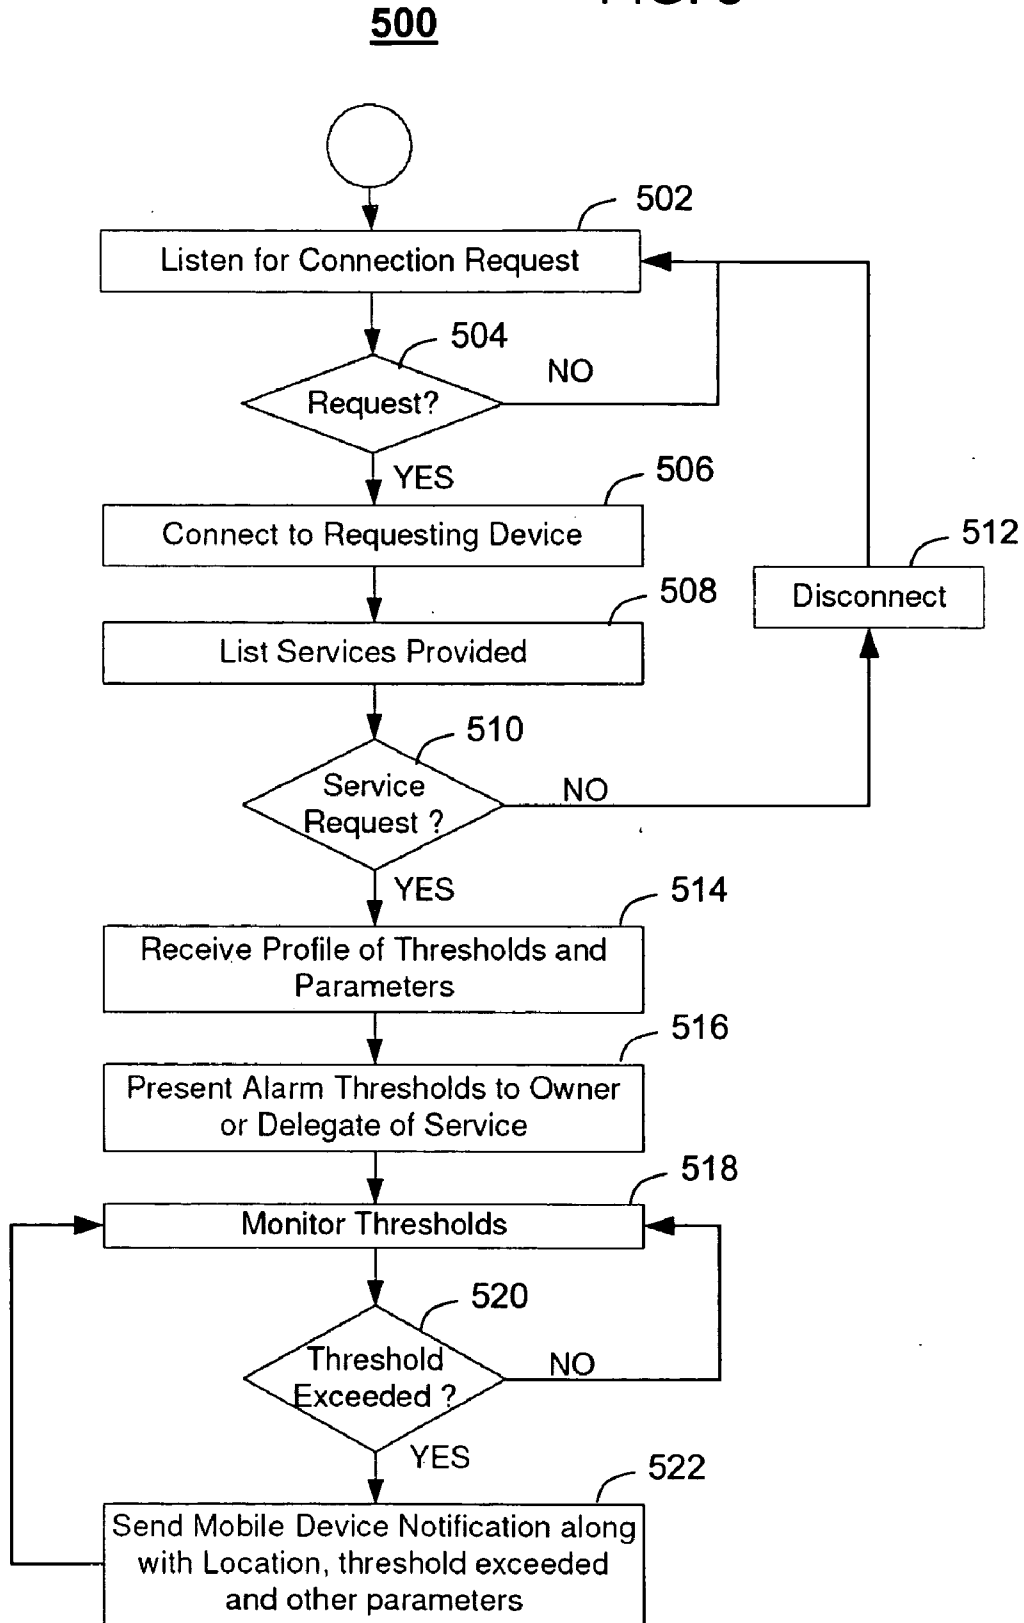 500
502
Listen for Connection Request
504
NO
Request?
YES
506
Connect to Requesting Device
512
Disconnect
508
List Services Provided
510
Service
Request ?
NO
YES
514
Receive Profile of Thresholds and
Parameters
516
Present Alarm Thresholds to Owner
or Delegate of Service
518
Monitor Thresholds
520
Threshold
Exceeded ?
NO
YES
522
Send Mobile Device Notification along
with Location, threshold exceeded
and other parameters